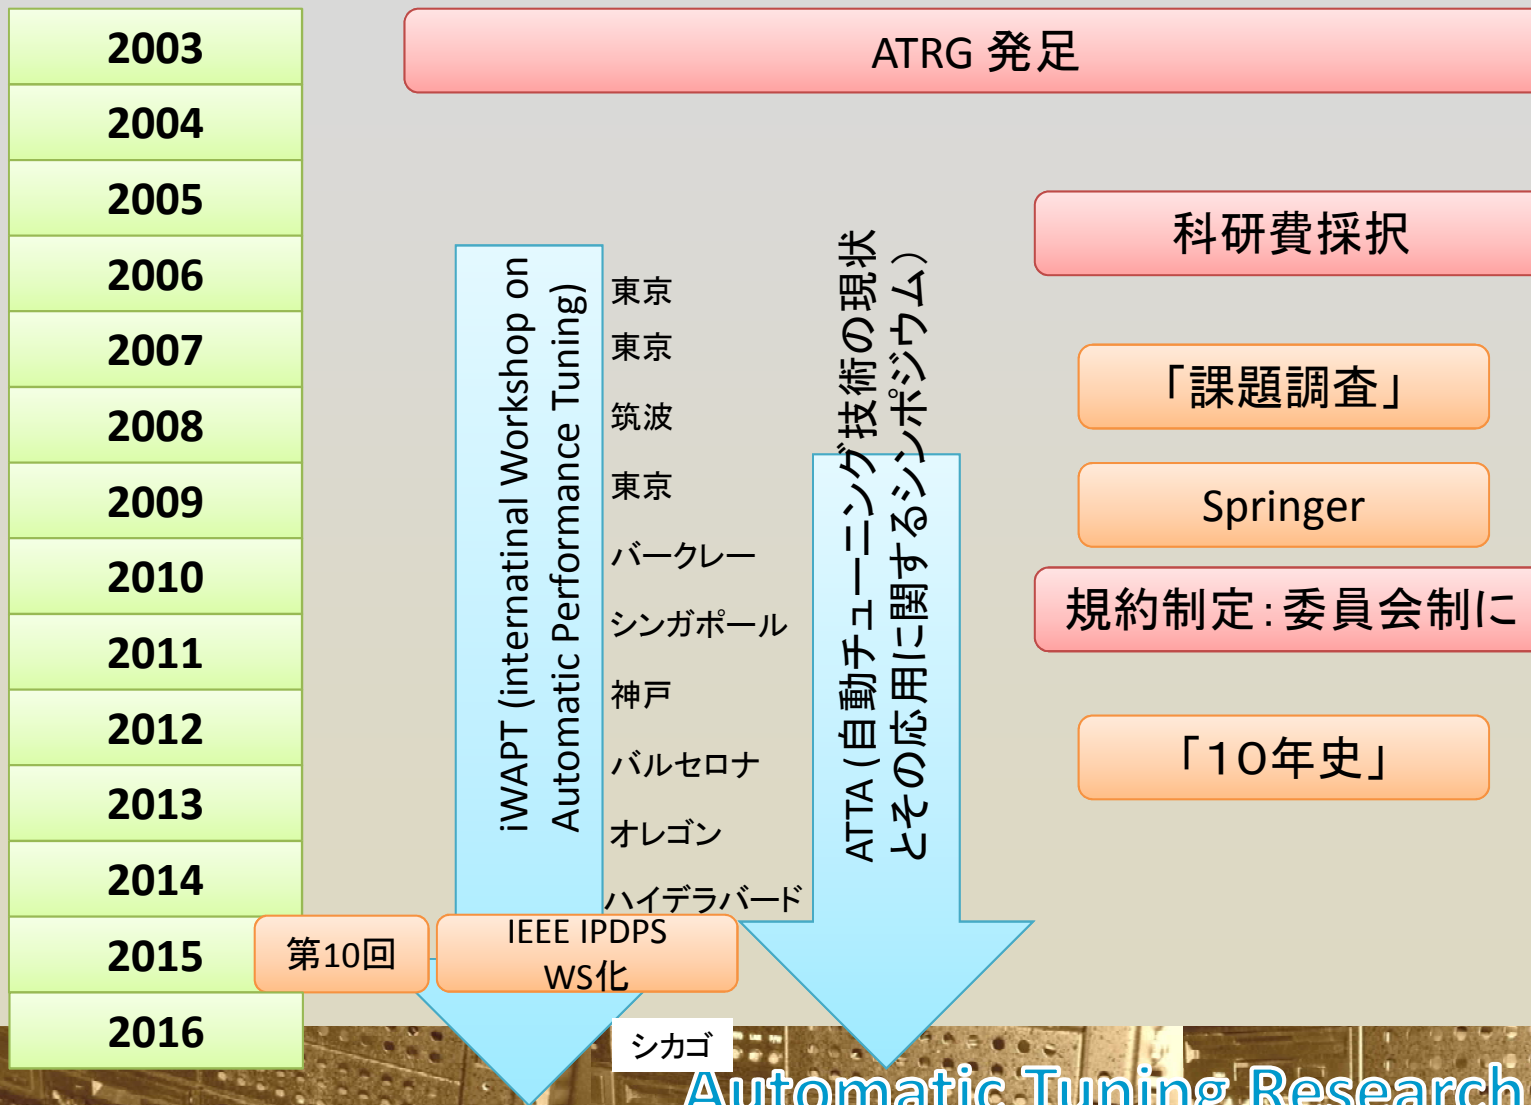 2003
2004
2005
2006
2007
2008
2009
2010
2011
2012
2013
2014
2015
2016
ATRG 発足
科研費採択
「課題調査」
Springer
規約制定：委員会制に
「１０年史」
iWAPT (internatinal Workshop on
Automatic Performance Tuning)
東京
東京
筑波
東京
バークレー
シンガポール
神戸
バルセロナ
オレゴン
ハイデラバード
ATTA (自動チューニング技術の現状
とその応用に関するシンポジウム)
第10回
IEEE IPDPS
WS化
シカゴ
Automatic Tuning Research